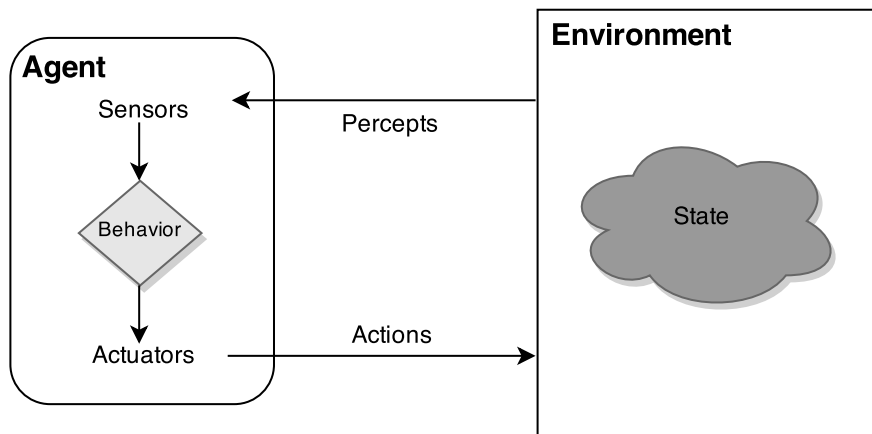 Agent
Sensors
Behavior
Actuators
Percepts
Actions
Environment
State